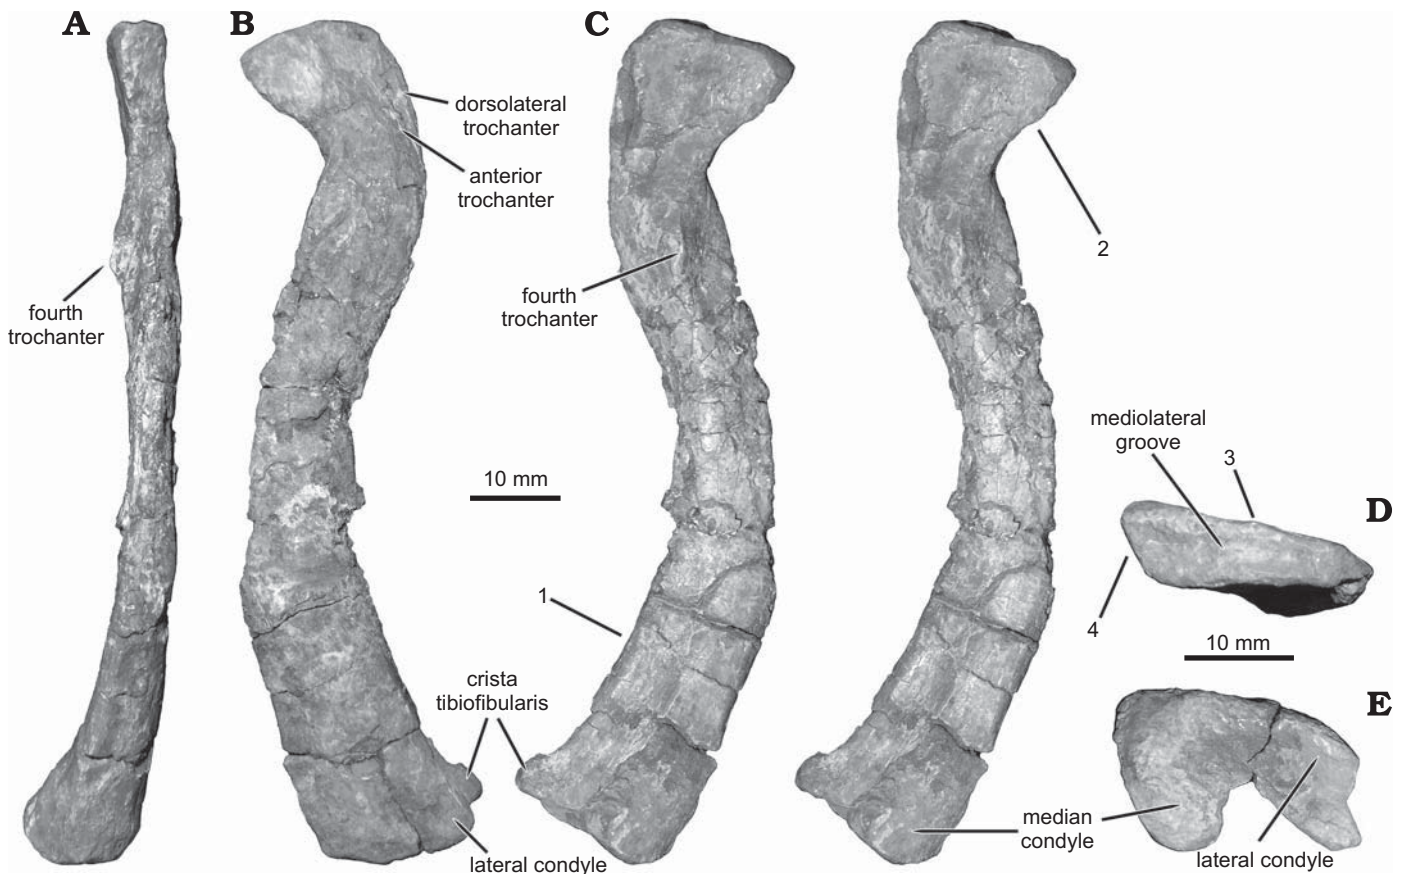 A
B
C
dorsolateral
trochanter
anterior
trochanter
2
fourth
trochanter
fourth
trochanter
mediolateral
groove
3
10 mm
D
1
4
10 mm
crista
tibiofibularis
E
median
condyle
lateral condyle
lateral condyle